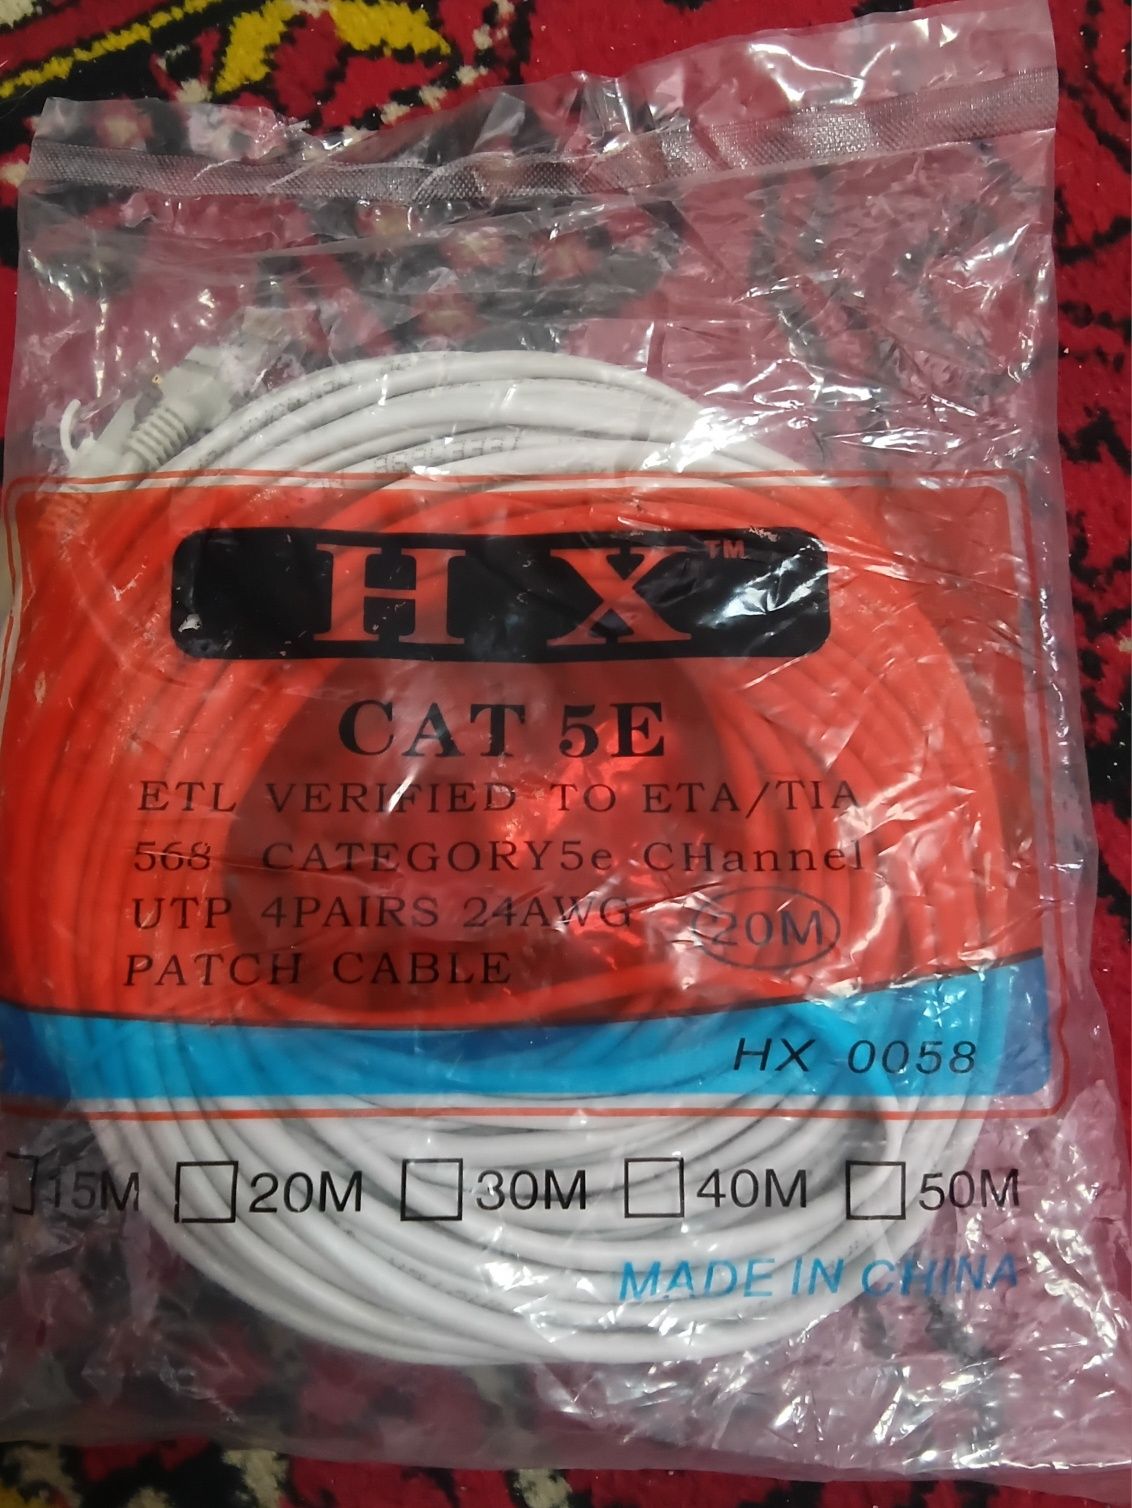 HX™
CAT 5E
ETL VERIFIED TO ETA/TIA
568 CATEGORY5e CHannel
UTP 4PAIRS 24AWG 20M
PATCH CABLE
HX 0058
15M 20M 30M 40M 50M
MADE IN CHINA